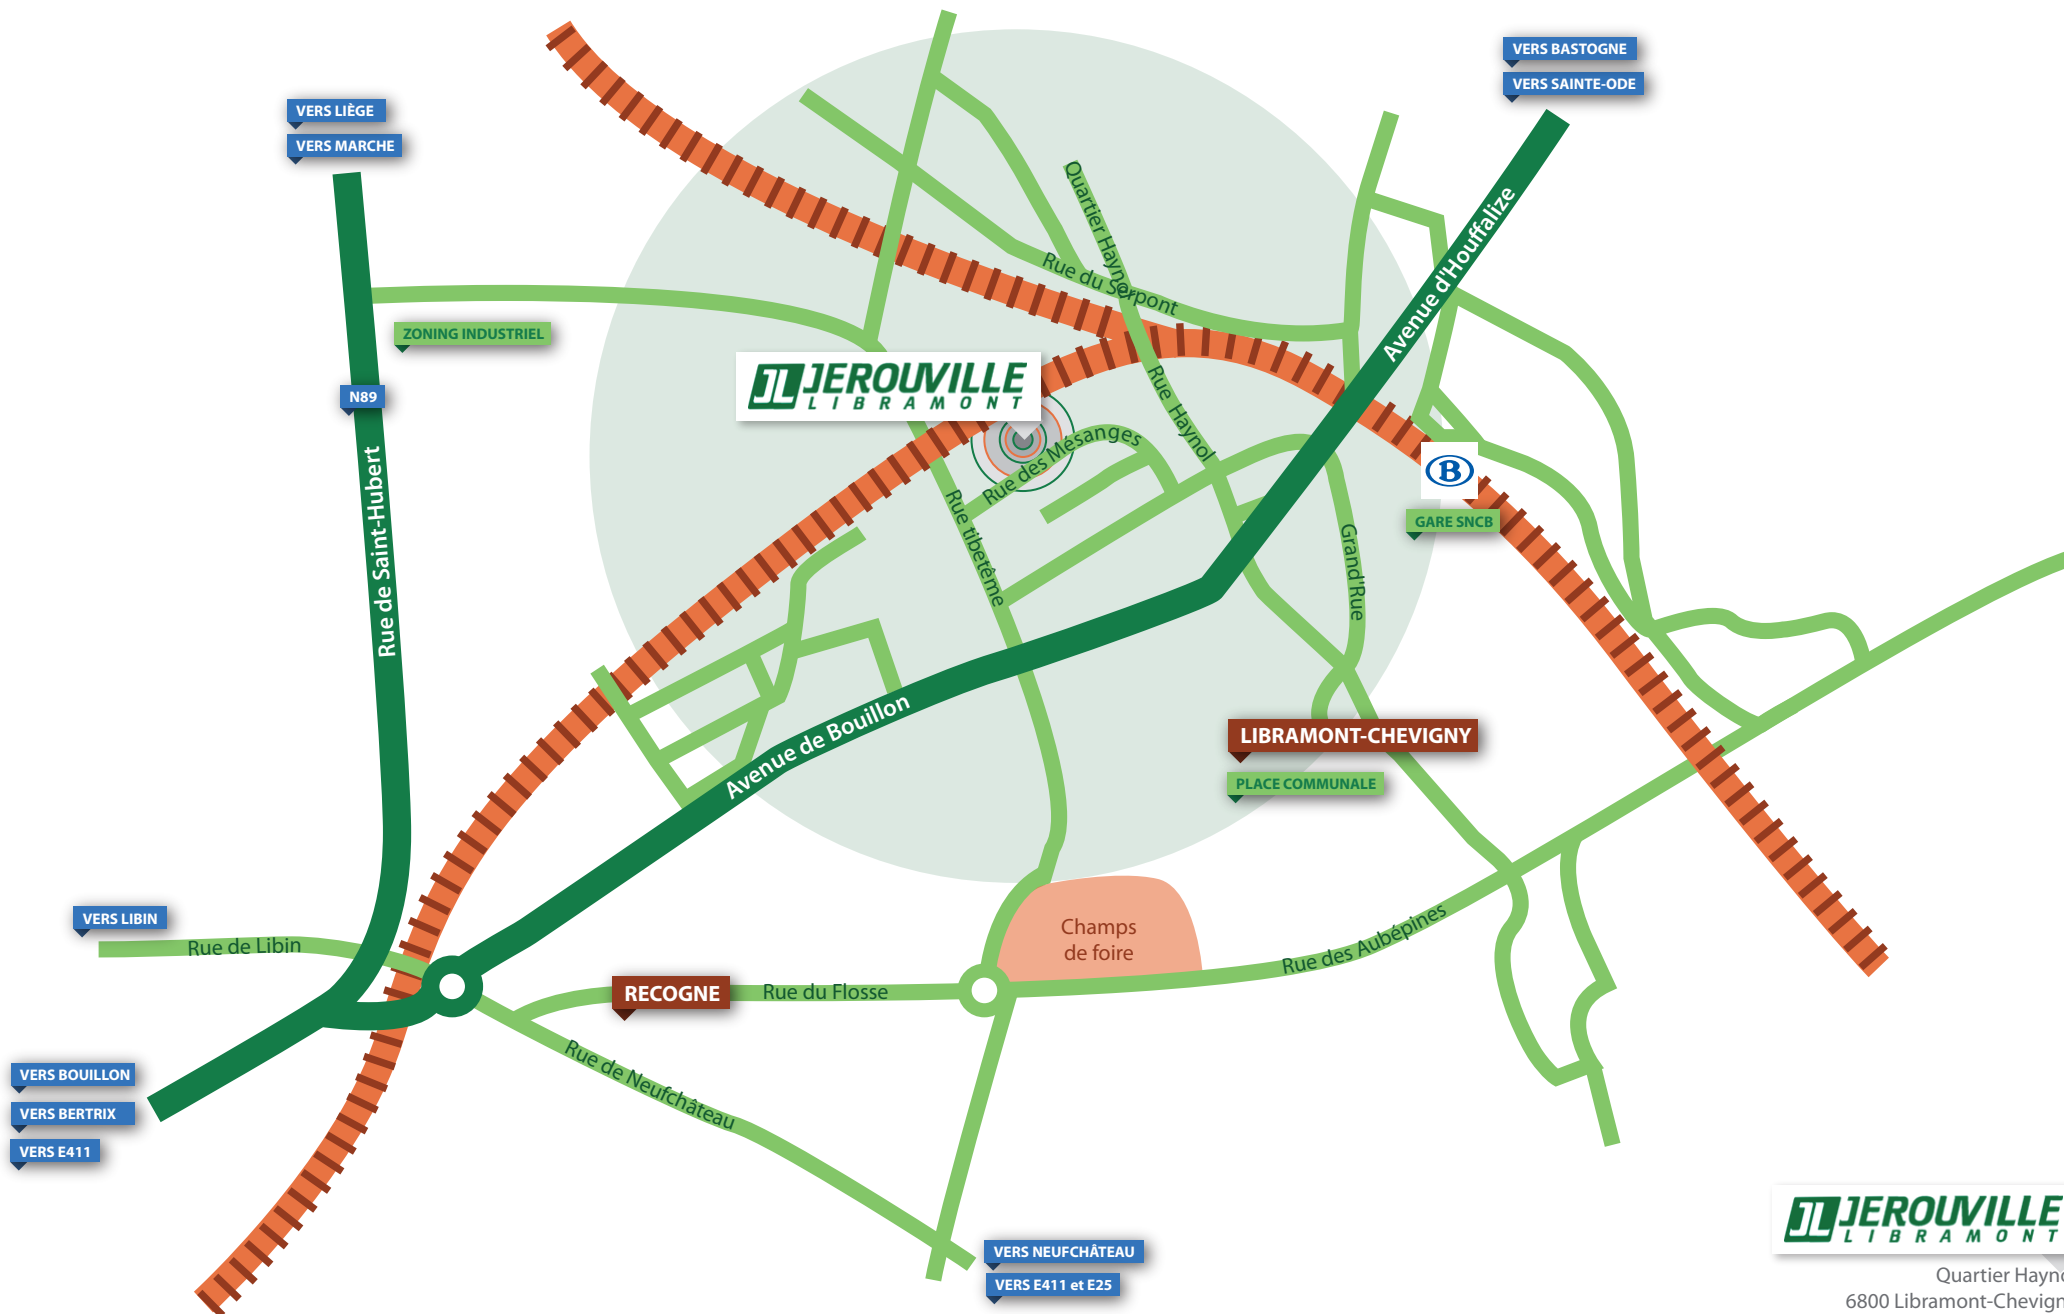 VERS BASTOGNE
VERS SAINTE-ODE
VERS LIÈGE
VERS MARCHE
Quartier Haynol
Avenue d'Houffalize
Rue du Serpont
ZONING INDUSTRIEL
N89
JL JEROUVILLE
LIBRAMONT
Rue Haynol
Rue des Mésanges
B
GARE SNCB
Rue de Saint-Hubert
Rue tibetême
Grand'Rue
Avenue de Bouillon
LIBRAMONT-CHEVIGNY
PLACE COMMUNALE
VERS LIBIN
Rue de Libin
Champs
de foire
Rue des Aubépines
RECOGNE
Rue du Flosse
Rue de Neufchâteau
VERS BOUILLON
VERS BERTRIX
VERS E411
VERS NEUFCHÂTEAU
VERS E411 et E25
JL JEROUVILLE
LIBRAMONT
Quartier Hayno
6800 Libramont-Chevign